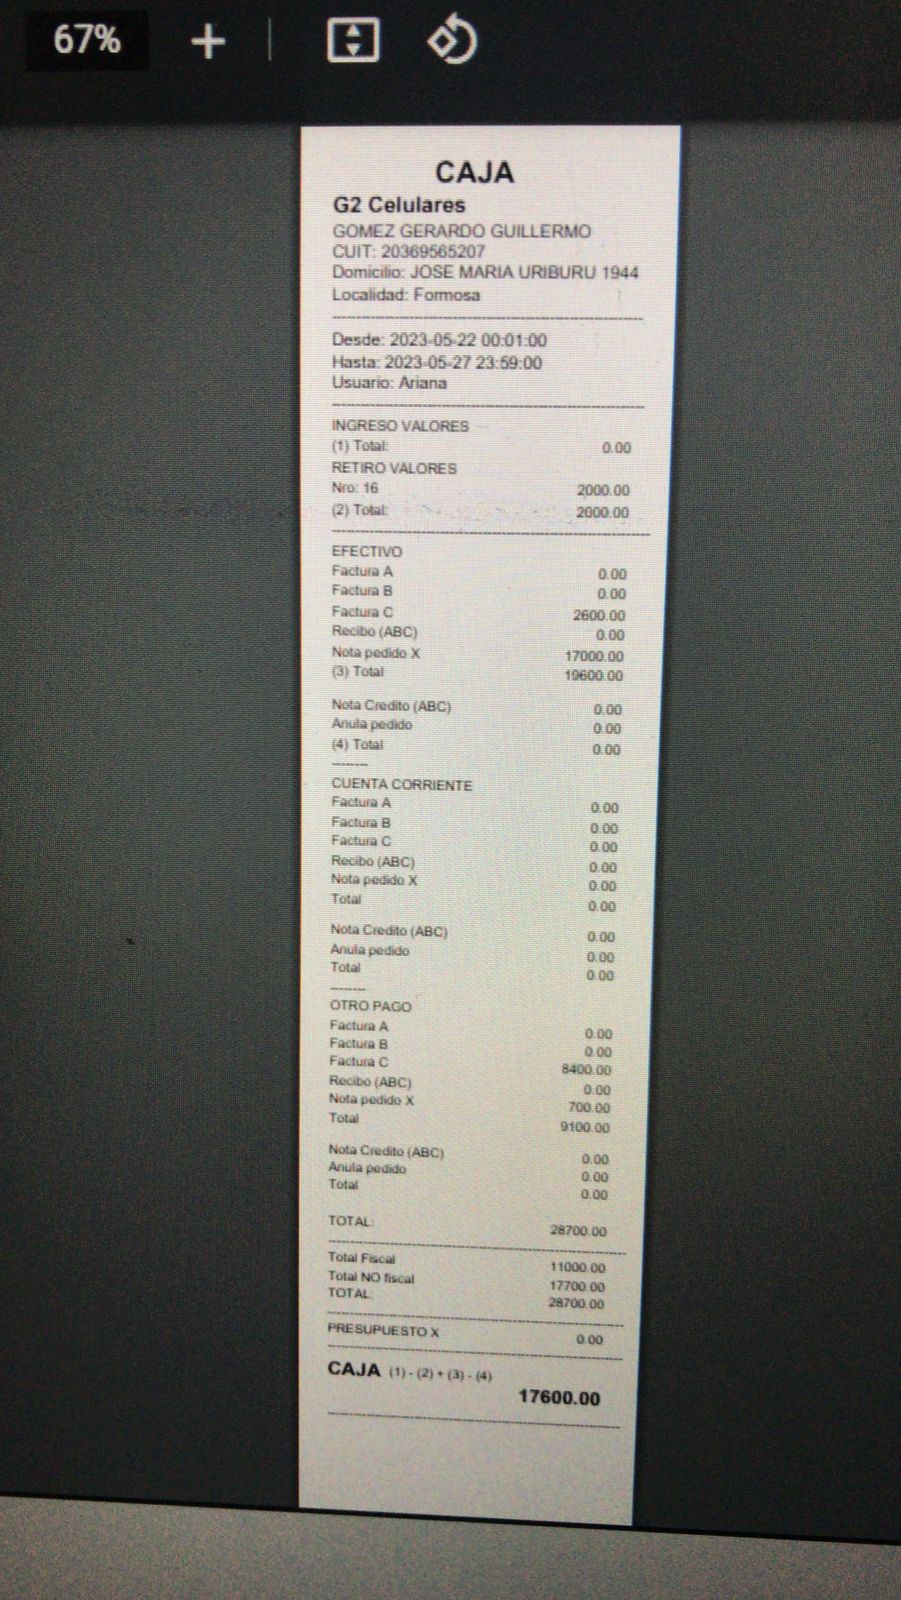 67%
CAJA
G2 Celulares
GOMEZ GERARDO GUILLERMO
CUIT: 20369565207
Domicilio: JOSE MARIA URIBURU 1944
Localidad: Formosa
Desde: 2023-05-22 00:01:00
Hasta: 2023-05-27 23:59:00
Usuario: Ariana
INGRESO VALORES
(1) Total: 0.00
RETIRO VALORES
Nro: 16 2000.00
(2) Total: 2000.00
EFECTIVO
Factura A 0.00
Factura B 0.00
Factura C 2600.00
Recibo (ABC) 0.00
Nota pedido X 17000.00
(3) Total 19600.00
Nota Credito (ABC) 0.00
Anula pedido 0.00
(4) Total 0.00
CUENTA CORRIENTE
Factura A 0.00
Factura B 0.00
Factura C 0.00
Recibo (ABC) 0.00
Nota pedido X 0.00
Total 0.00
Nota Credito (ABC) 0.00
Anula pedido 0.00
Total 0.00
OTRO PAGO
Factura A 0.00
Factura B 0.00
Factura C 8400.00
Recibo (ABC) 0.00
Nota pedido X 700.00
Total 9100.00
Nota Credito (ABC) 0.00
Anula pedido 0.00
Total 0.00
TOTAL: 28700.00
Total Fiscal 11000.00
Total NO fiscal 17700.00
TOTAL: 28700.00
PRESUPUESTO X 0.00
CAJA (1) - (2) + (3) - (4)
17600.00